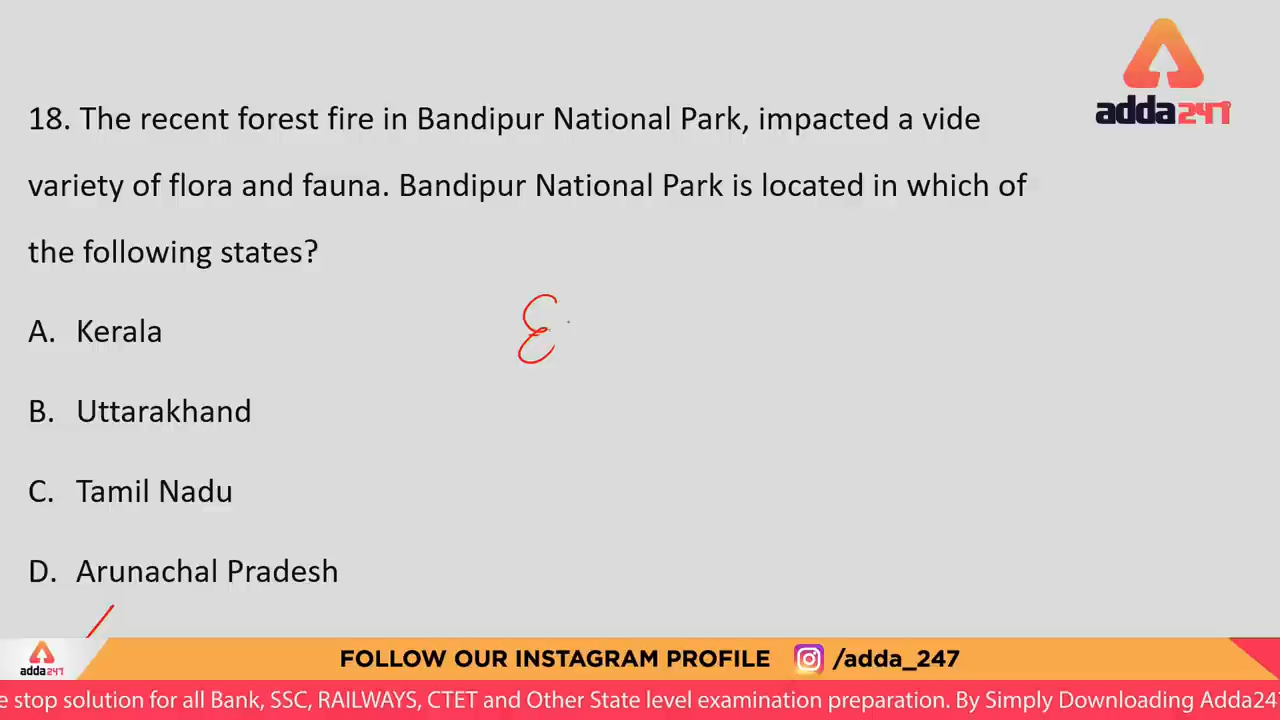 adda247
18. The recent forest fire in Bandipur National Park, impacted a vide
variety of flora and fauna. Bandipur National Park is located in which of
the following states?
E
A. Kerala
B. Uttarakhand
C. Tamil Nadu
D. Arunachal Pradesh
adda247
FOLLOW OUR INSTAGRAM PROFILE /adda_247
e stop solution for all Bank, SSC, RAILWAYS, CTET and Other State level examination preparation. By Simply Downloading Adda247